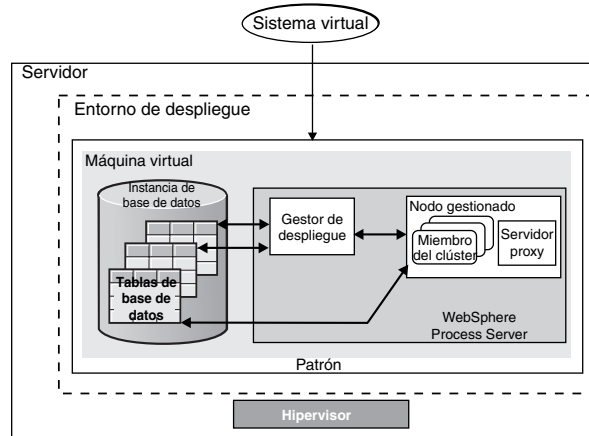 Sistema virtual
Servidor
Entorno de despliegue
Máquina virtual
Instancia de
base de datos
Tablas de
base de
datos
Gestor de
despliegue
Nodo gestionado
Miembro
del clúster
Servidor
proxy
WebSphere
Process Server
Patrón
Hipervisor